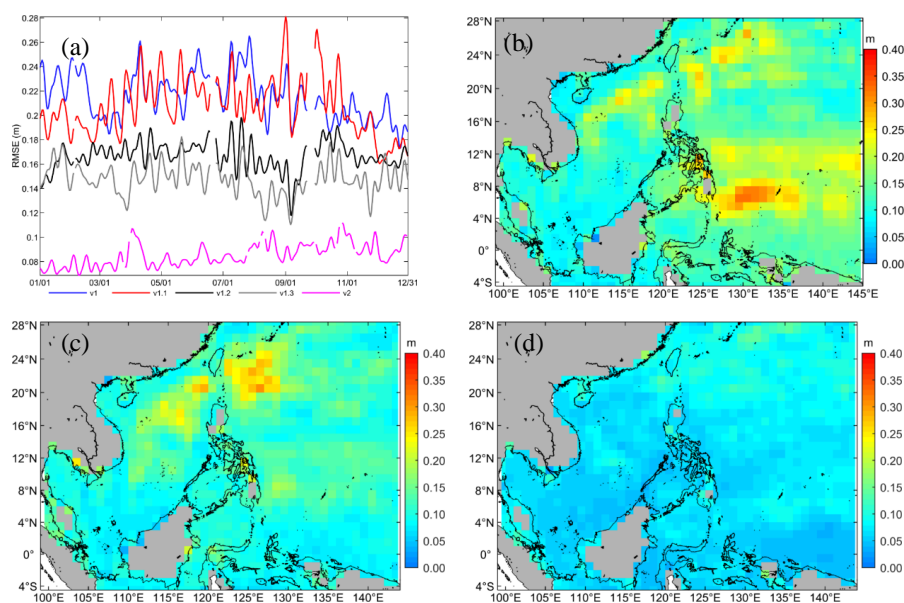 (a)
0.28
0.26
0.24
0.22
0.2
0.18
0.16
0.14
0.12
0.1
0.08
RMSE (m)
01/01 03/01 05/01 07/01 09/01 11/01 12/31
v1 v1.1 v1.2 v1.3 v2
(b)
28°N
24°N
20°N
16°N
12°N
8°N
4°N
0°
4°S
100°E 105°E 110°E 115°E 120°E 125°E 130°E 135°E 140°E 145°E
m
0.40
0.35
0.30
0.25
0.20
0.15
0.10
0.05
0.00
(c)
28°N
24°N
20°N
16°N
12°N
8°N
4°N
0°
4°S
100°E 105°E 110°E 115°E 120°E 125°E 130°E 135°E 140°E
m
0.40
0.35
0.30
0.25
0.20
0.15
0.10
0.05
0.00
(d)
28°N
24°N
20°N
16°N
12°N
8°N
4°N
0°
4°S
100°E 105°E 110°E 115°E 120°E 125°E 130°E 135°E 140°E
m
0.40
0.35
0.30
0.25
0.20
0.15
0.10
0.05
0.00